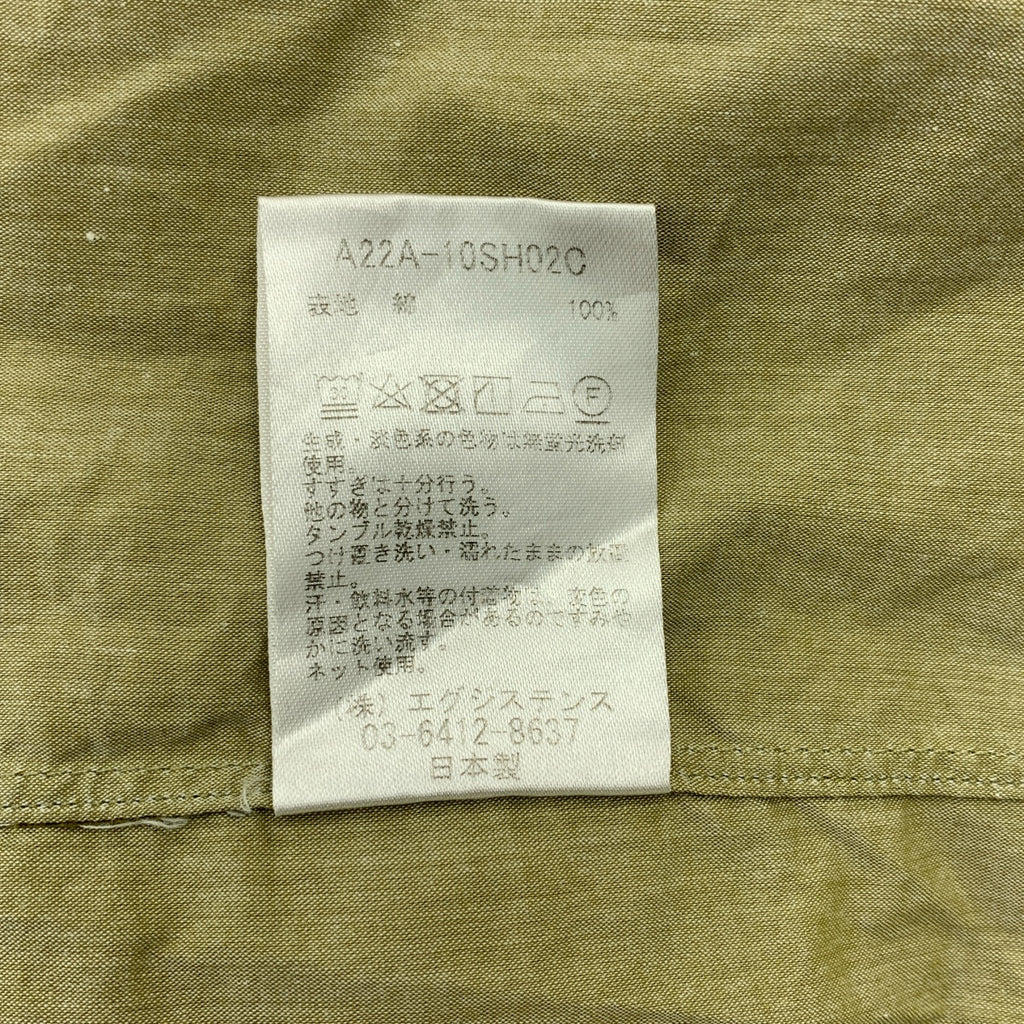 A22A-10SH02C
表地 綿 100%
生成・淡色系の色物は無蛍光洗剤
使用。
すすぎは十分行う。
他の物と分けて洗う。
タンブル乾燥禁止。
つけ置き洗い・濡れたままの放置
禁止。
汗・飲料水等の付着物は、変色の
原因となる場合があるのですみや
かに洗い流す。
ネット使用。
(株) エグジステンス
03-6412-8637
日本製